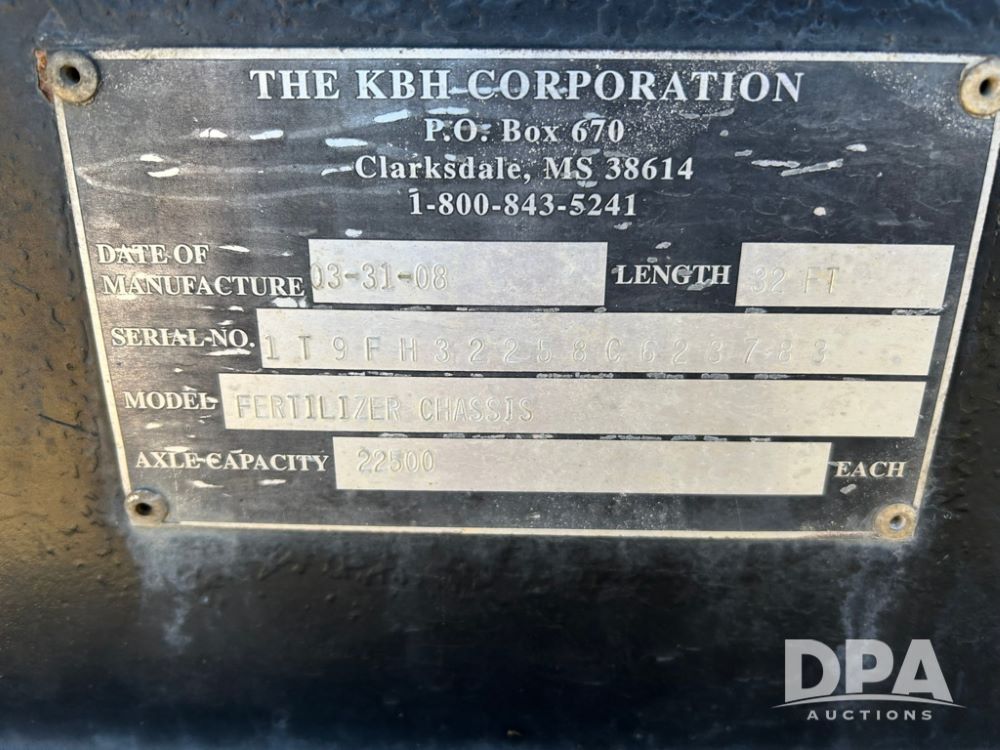 THE KBH CORPORATION
P.O. Box 670
Clarksdale, MS 38614
1-800-843-5241
DATE OF MANUFACTURE 03-31-08 LENGTH 32 FT
SERIAL NO. 1T9FH32258C623783
MODEL FERTILIZER CHASSIS
AXLE CAPACITY 22500 EACH
DPA
AUCTIONS